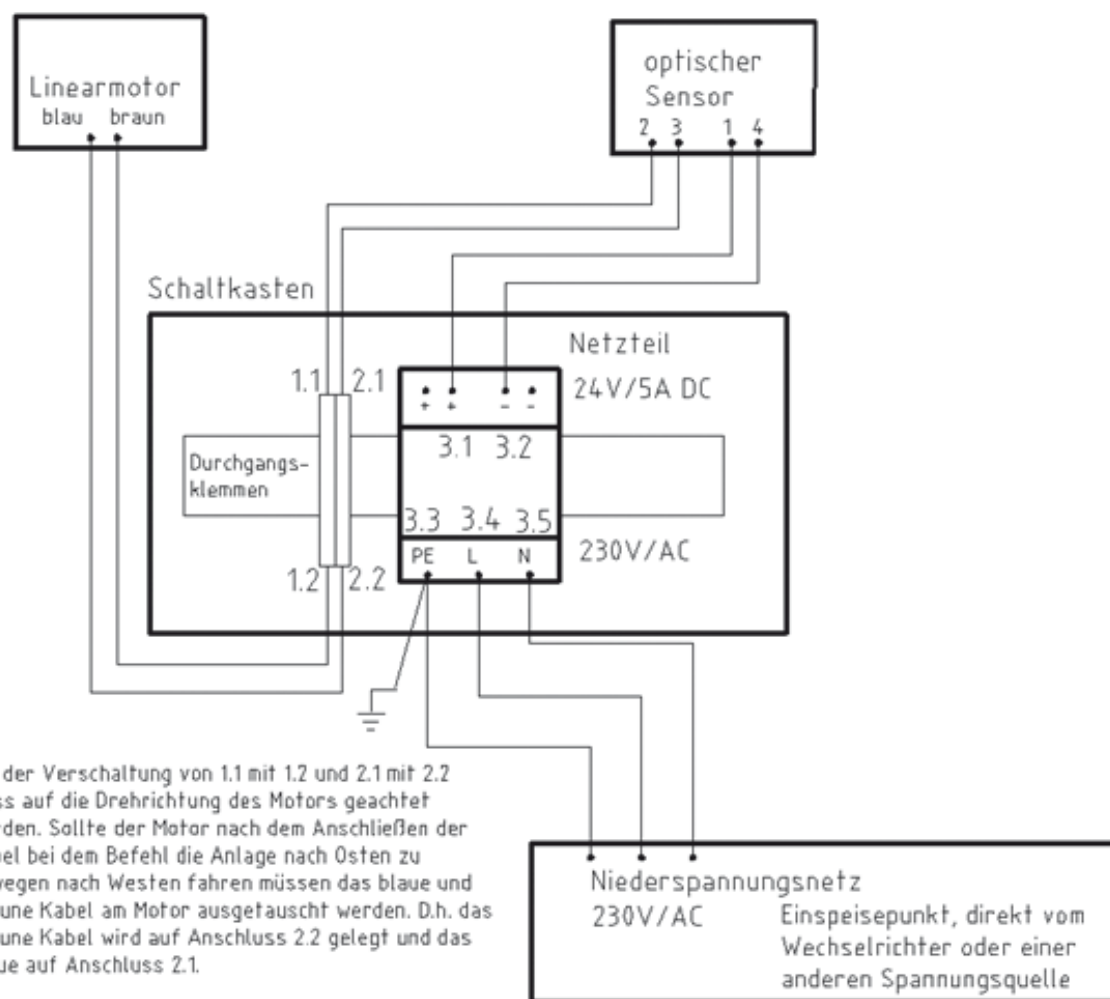 Linearmotor
blau braun
optischer
Sensor
2 3 1 4
Schaltkasten
Netzteil
24V/5A DC
1.1 2.1
+ + - -
3.1 3.2
Durchgangs-
klemmen
3.3 3.4 3.5
PE L N
230V/AC
1.2 2.2
der Verschaltung von 1.1 mit 1.2 und 2.1 mit 2.2
ss auf die Drehrichtung des Motors geachtet
rden. Sollte der Motor nach dem Anschließen der
el bei dem Befehl die Anlage nach Osten zu
wegen nach Westen fahren müssen das blaue und
une Kabel am Motor ausgetauscht werden. D.h. das
une Kabel wird auf Anschluss 2.2 gelegt und das
ue auf Anschluss 2.1.
Niederspannungsnetz
230V/AC
Einspeisepunkt, direkt vom
Wechselrichter oder einer
anderen Spannungsquelle